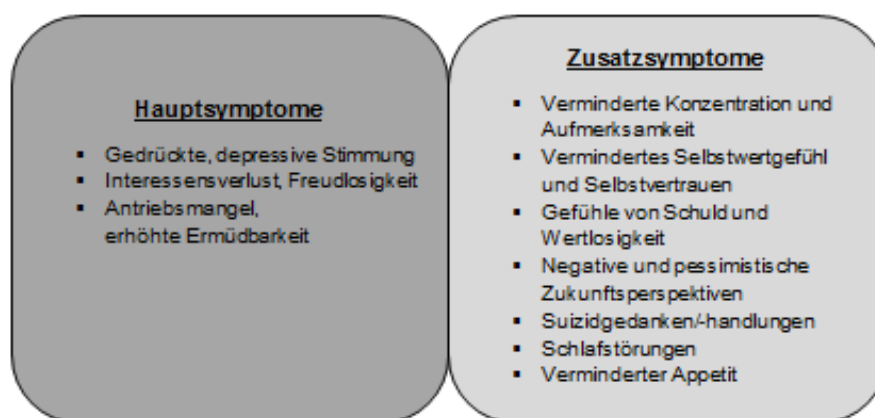 Hauptsymptome
▪ Gedrückte, depressive Stimmung
▪ Interessensverlust, Freudlosigkeit
▪ Antriebsmangel,
erhöhte Ermüdbarkeit
Zusatzsymptome
▪ Verminderte Konzentration und
Aufmerksamkeit
▪ Vermindertes Selbstwertgefühl
und Selbstvertrauen
▪ Gefühle von Schuld und
Wertlosigkeit
▪ Negative und pessimistische
Zukunftsperspektiven
▪ Suizidgedanken/-handlungen
▪ Schlafstörungen
▪ Verminderter Appetit